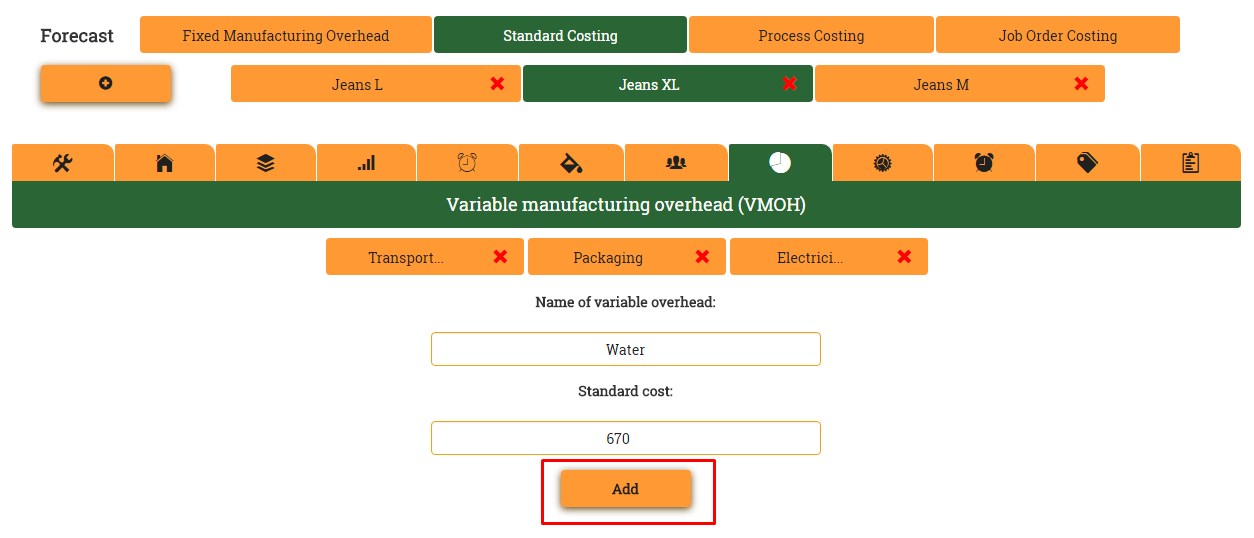 Forecast Fixed Manufacturing Overhead Standard Costing Process Costing Job Order Costing
Jeans L Jeans XL Jeans M
Variable manufacturing overhead (VMOH)
Transport... Packaging Electrici...
Name of variable overhead:
Water
Standard cost:
670
Add